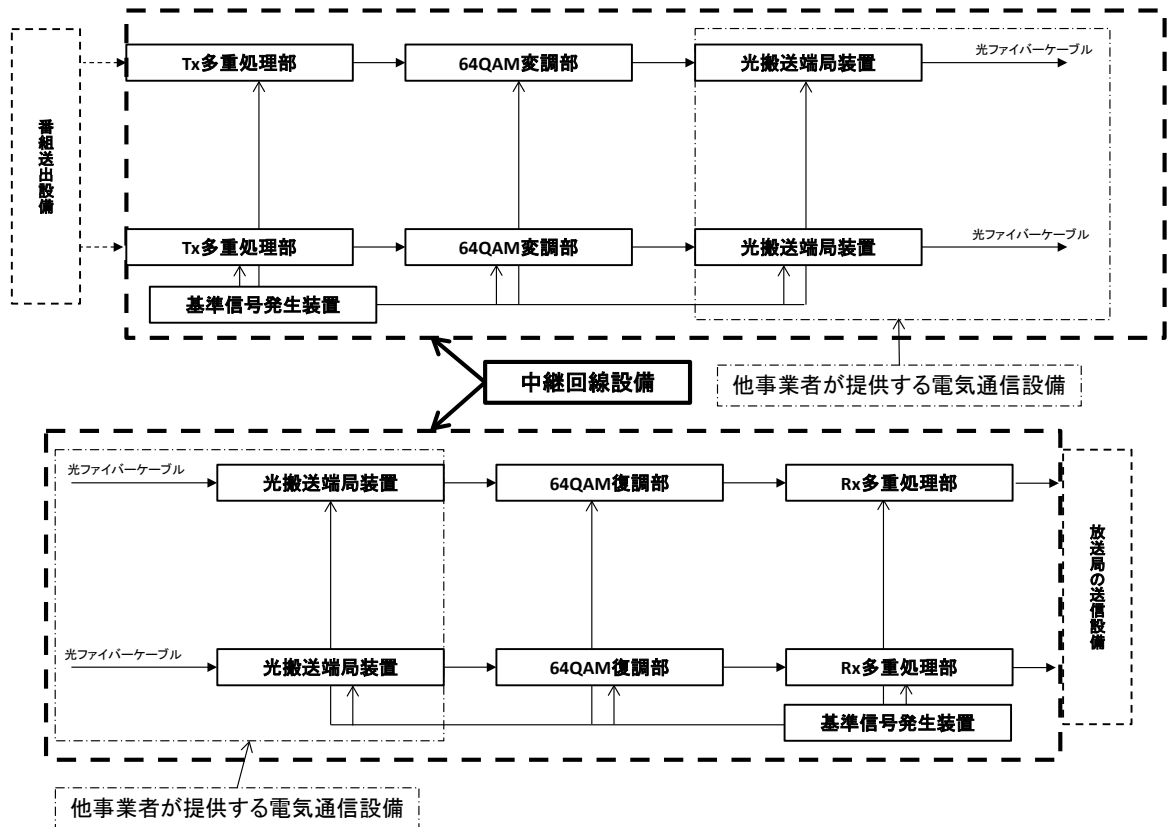 番組送出設備
Tx多重処理部
64QAM変調部
光搬送端局装置
光ファイバーケーブル
Tx多重処理部
64QAM変調部
光搬送端局装置
光ファイバーケーブル
基準信号発生装置
中継回線設備
他事業者が提供する電気通信設備
光ファイバーケーブル
光搬送端局装置
64QAM復調部
Rx多重処理部
放送局の送信設備
光ファイバーケーブル
光搬送端局装置
64QAM復調部
Rx多重処理部
基準信号発生装置
他事業者が提供する電気通信設備